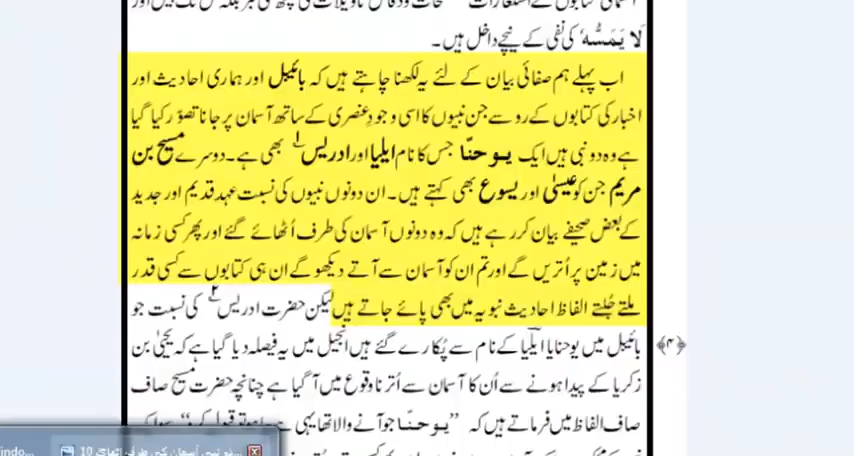 لَا يَمَسُّهٗ کی نفی کے نیچے داخل ہیں۔
اب پہلے ہم صفائی بیان کے لئے یہ لکھنا چاہتے ہیں کہ بائیبل اور ہماری احادیث اور
اخبار کی کتابوں کے رو سے جن نبیوں کا اسی وجود عنصری کے ساتھ آسمان پر جانا تصوّر کیا گیا
ہے وہ دو نبی ہیں ایک یوحنّا جس کا نام ایلیا اور ادریس۱ بھی ہے۔ دوسرے مسیح بن
مریم جن کو عیسیٰ اور یسوع بھی کہتے ہیں۔ ان دونوں نبیوں کی نسبت عہد قدیم اور جدید
کے بعض صحیفے بیان کر رہے ہیں کہ وہ دونوں آسمان کی طرف اُٹھائے گئے اور پھر کسی زمانہ
میں زمین پر اُتریں گے اور تم ان کو آسمان سے آتے دیکھو گے ان ہی کتابوں سے کسی قدر
ملتے جُلتے الفاظ احادیث نبویہ میں بھی پائے جاتے ہیں لیکن حضرت ادریس۲ کی نسبت جو
بائیبل میں یوحنا یا ایلیا کے نام سے پُکارے گئے ہیں انجیل میں یہ فیصلہ دیا گیا ہے کہ یحیٰی بن
﴿۴﴾
زکریا کے پیدا ہونے سے اُن کا آسمان سے اُترنا وقوع میں آ گیا ہے چنانچہ حضرت مسیح صاف
صاف الفاظ میں فرماتے ہیں کہ ”یوحنّا جو آنے والا تھا یہی ہے
indo...